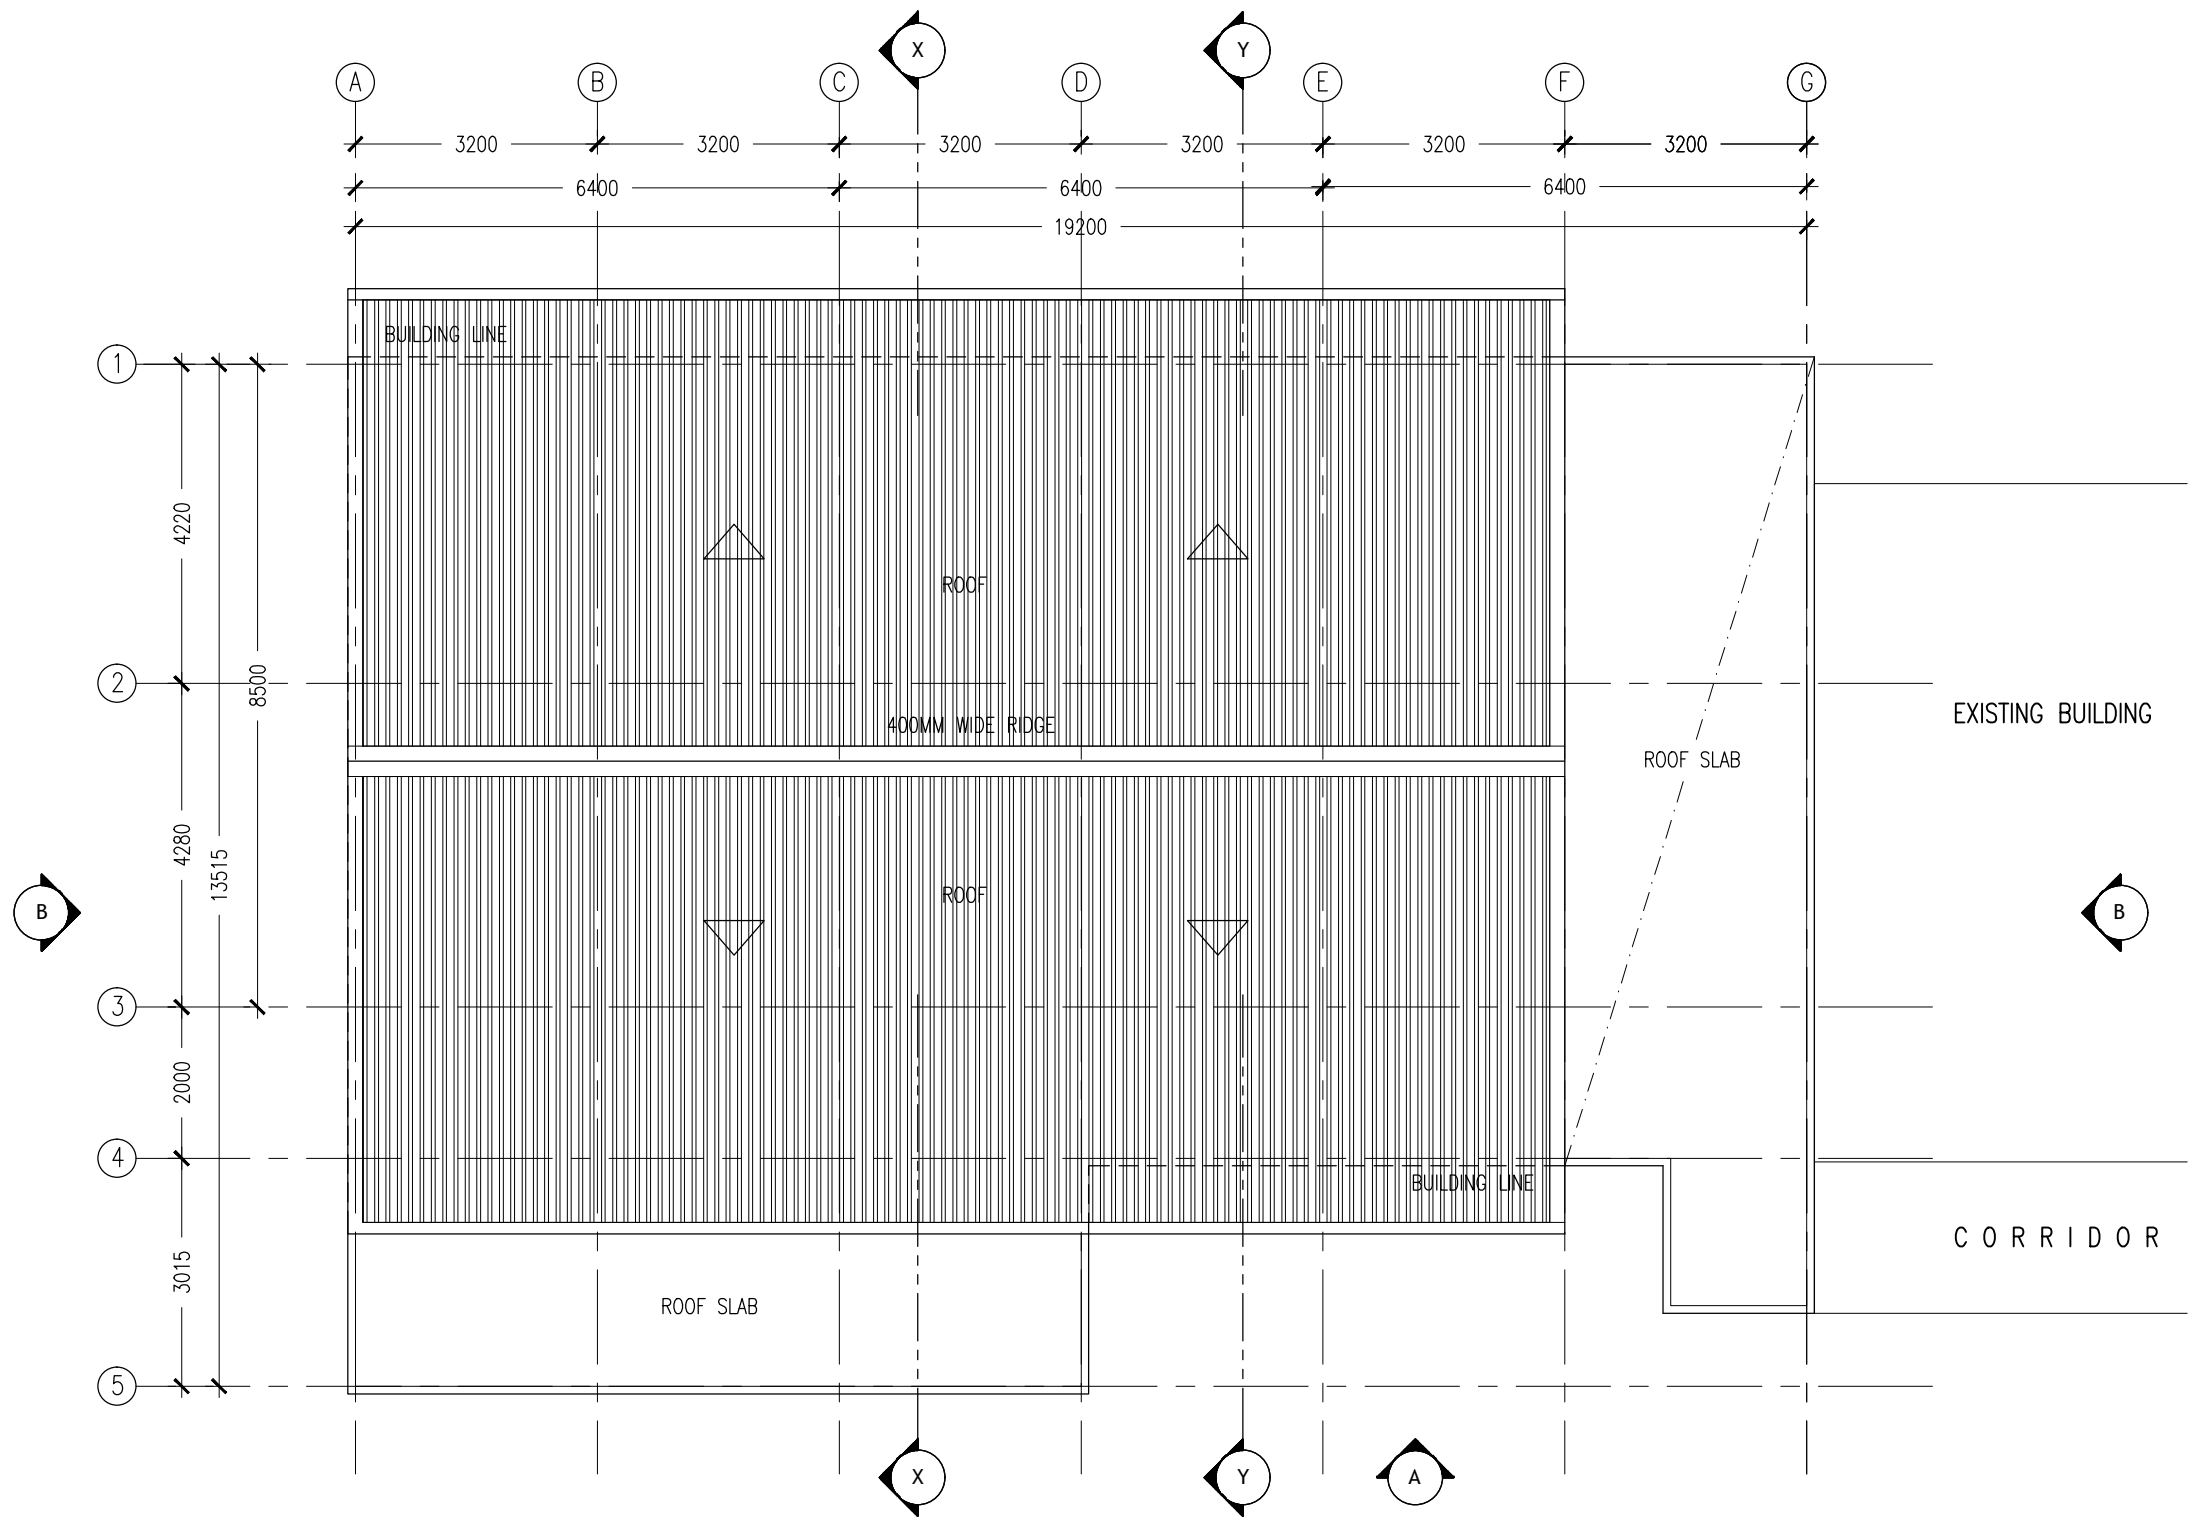 X
Y
A
B
C
D
E
F
G
3200
3200
3200
3200
3200
3200
6400
6400
6400
19200
BUILDING LINE
1
4220
EXISTING BUILDING
ROOF
2
8500
400MM WIDE RIDGE
ROOF SLAB
4280
13515
ROOF
B
B
3
2000
4
BUILDING LINE
CORRIDOR
3015
ROOF SLAB
5
X
Y
A